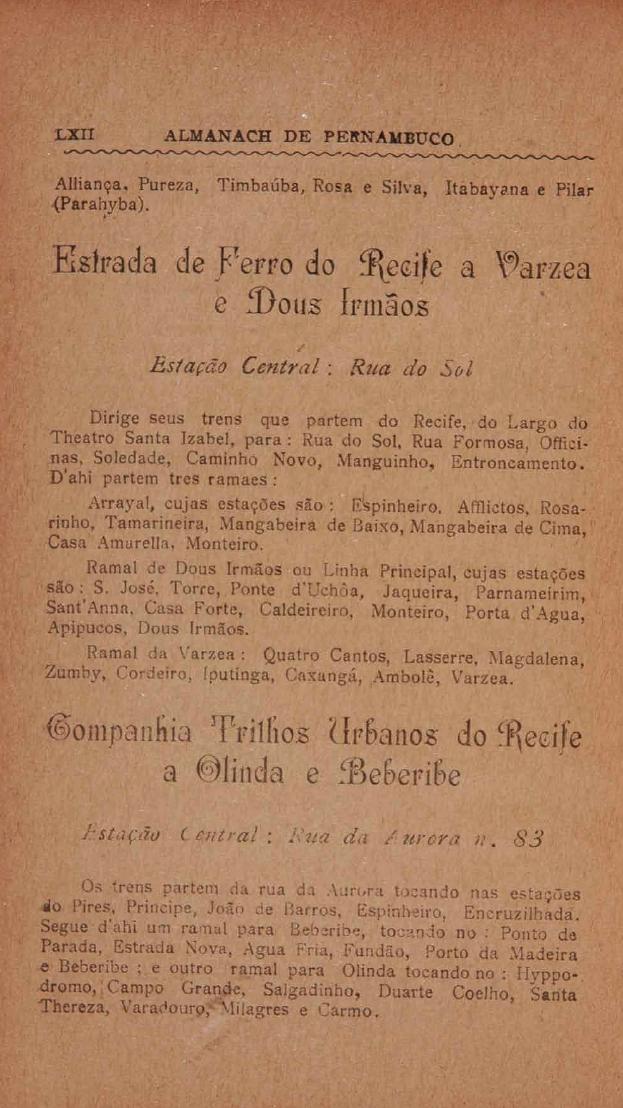 LXII ALMANACH DE PERNAMBUCO
Alliança, Pureza, Timbaúba, Rosa e Silva, Itabayana e Pilar
(Parahyba).
Estrada de Ferro do Recife a Varzea
e Dous Irmãos
Estação Central : Rua do Sol
Dirige seus trens que partem do Recife, do Largo do
Theatro Santa Izabel, para : Rua do Sol, Rua Formosa, Offici-
nas, Soledade, Caminho Novo, Manguinho, Entroncamento.
D'ahi partem tres ramaes :
Arrayal, cujas estações são : Espinheiro, Afflictos, Rosa-
rinho, Tamarineira, Mangabeira de Baixo, Mangabeira de Cima,
Casa Amarella, Monteiro.
Ramal de Dous Irmãos ou Linha Principal, cujas estações
são : S. José, Torre, Ponte d'Uchôa, Jaqueira, Parnameirim,
Sant'Anna, Casa Forte, Caldeireiro, Monteiro, Porta d'Agua,
Apipucos, Dous Irmãos.
Ramal da Varzea : Quatro Cantos, Lasserre, Magdalena,
Zumby, Cordeiro, Iputinga, Caxangá, Ambolê, Varzea.
Companhia Trilhos Urbanos do Recife
a Olinda e Beberibe
Estação Central : Rua da Aurora n. 83
Os trens partem da rua da Aurora tocando nas estações
do Pires, Principe, João de Barros, Espinheiro, Encruzilhada.
Segue d'ahi um ramal para Beberibe, tocando no : Ponto de
Parada, Estrada Nova, Agua Fria, Fundão, Porto da Madeira
e Beberibe ; e outro ramal para Olinda tocando no : Hyppo-
dromo, Campo Grande, Salgadinho, Duarte Coelho, Santa
Thereza, Varadouro, Milagres e Carmo.